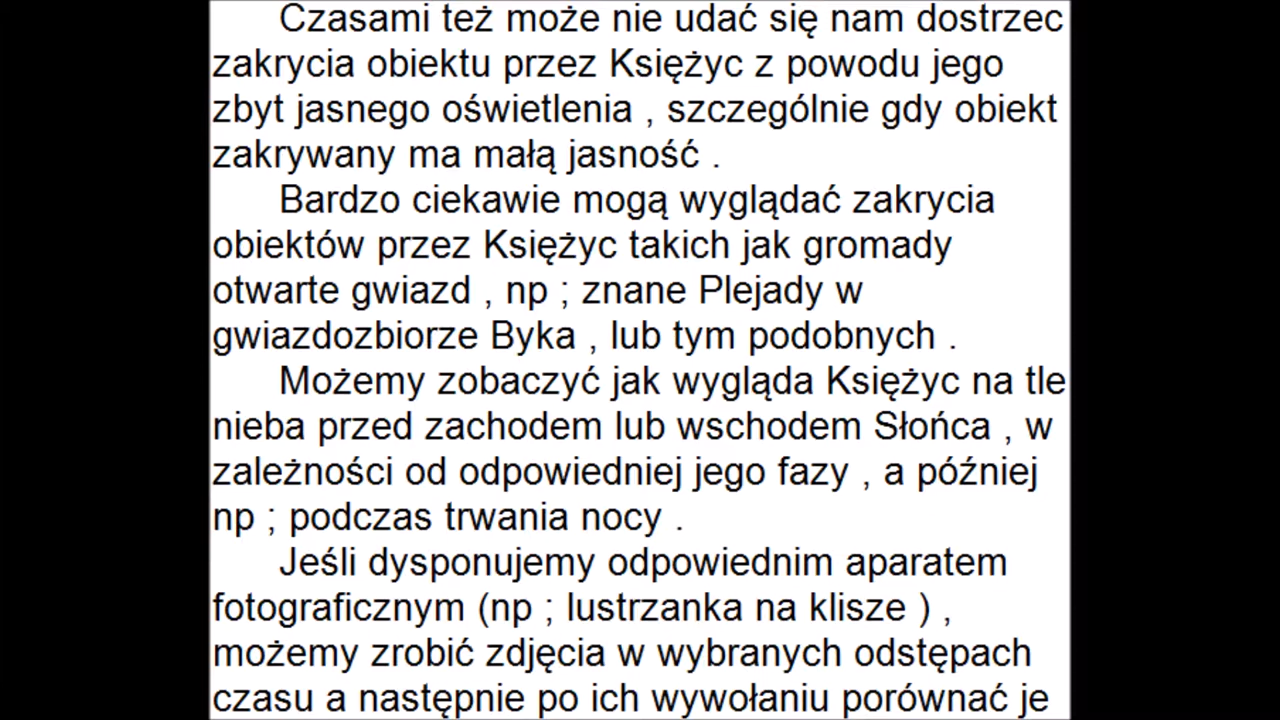 Czasami też może nie udać się nam dostrzec
zakrycia obiektu przez Księżyc z powodu jego
zbyt jasnego oświetlenia , szczególnie gdy obiekt
zakrywany ma małą jasność .
Bardzo ciekawie mogą wyglądać zakrycia
obiektów przez Księżyc takich jak gromady
otwarte gwiazd , np ; znane Plejady w
gwiazdozbiorze Byka , lub tym podobnych .
Możemy zobaczyć jak wygląda Księżyc na tle
nieba przed zachodem lub wschodem Słońca , w
zależności od odpowiedniej jego fazy , a później
np ; podczas trwania nocy .
Jeśli dysponujemy odpowiednim aparatem
fotograficznym (np ; lustrzanka na klisze ) ,
możemy zrobić zdjęcia w wybranych odstępach
czasu a następnie po ich wywołaniu porównać je